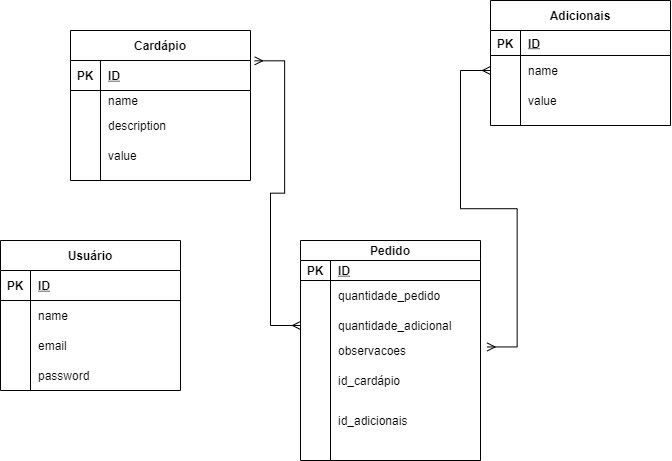 Cardápio
PK ID
name
description
value
Adicionais
PK ID
name
value
Usuário
PK ID
name
email
password
Pedido
PK ID
quantidade_pedido
quantidade_adicional
observacoes
id_cardápio
id_adicionais